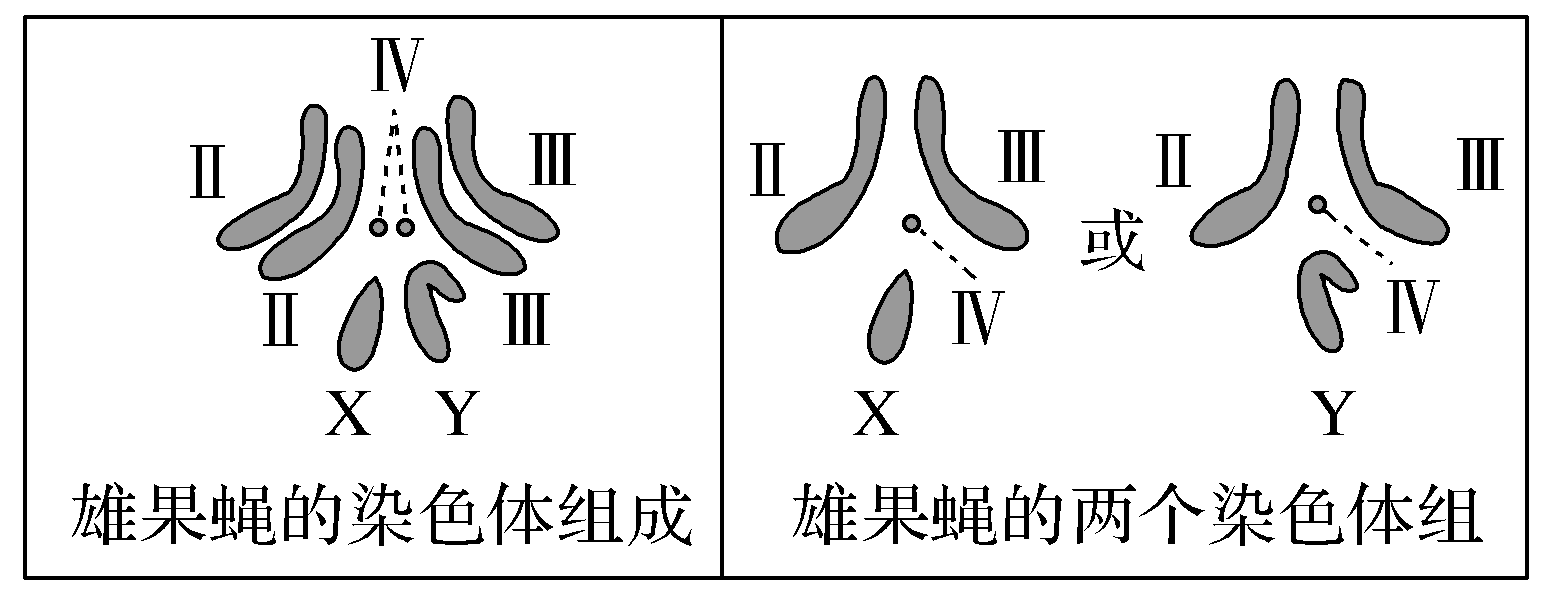 Ⅳ
Ⅱ Ⅲ
Ⅱ Ⅲ
X Y
雄果蝇的染色体组成
Ⅱ Ⅲ 或 Ⅱ Ⅲ
Ⅳ Ⅳ
X Y
雄果蝇的两个染色体组